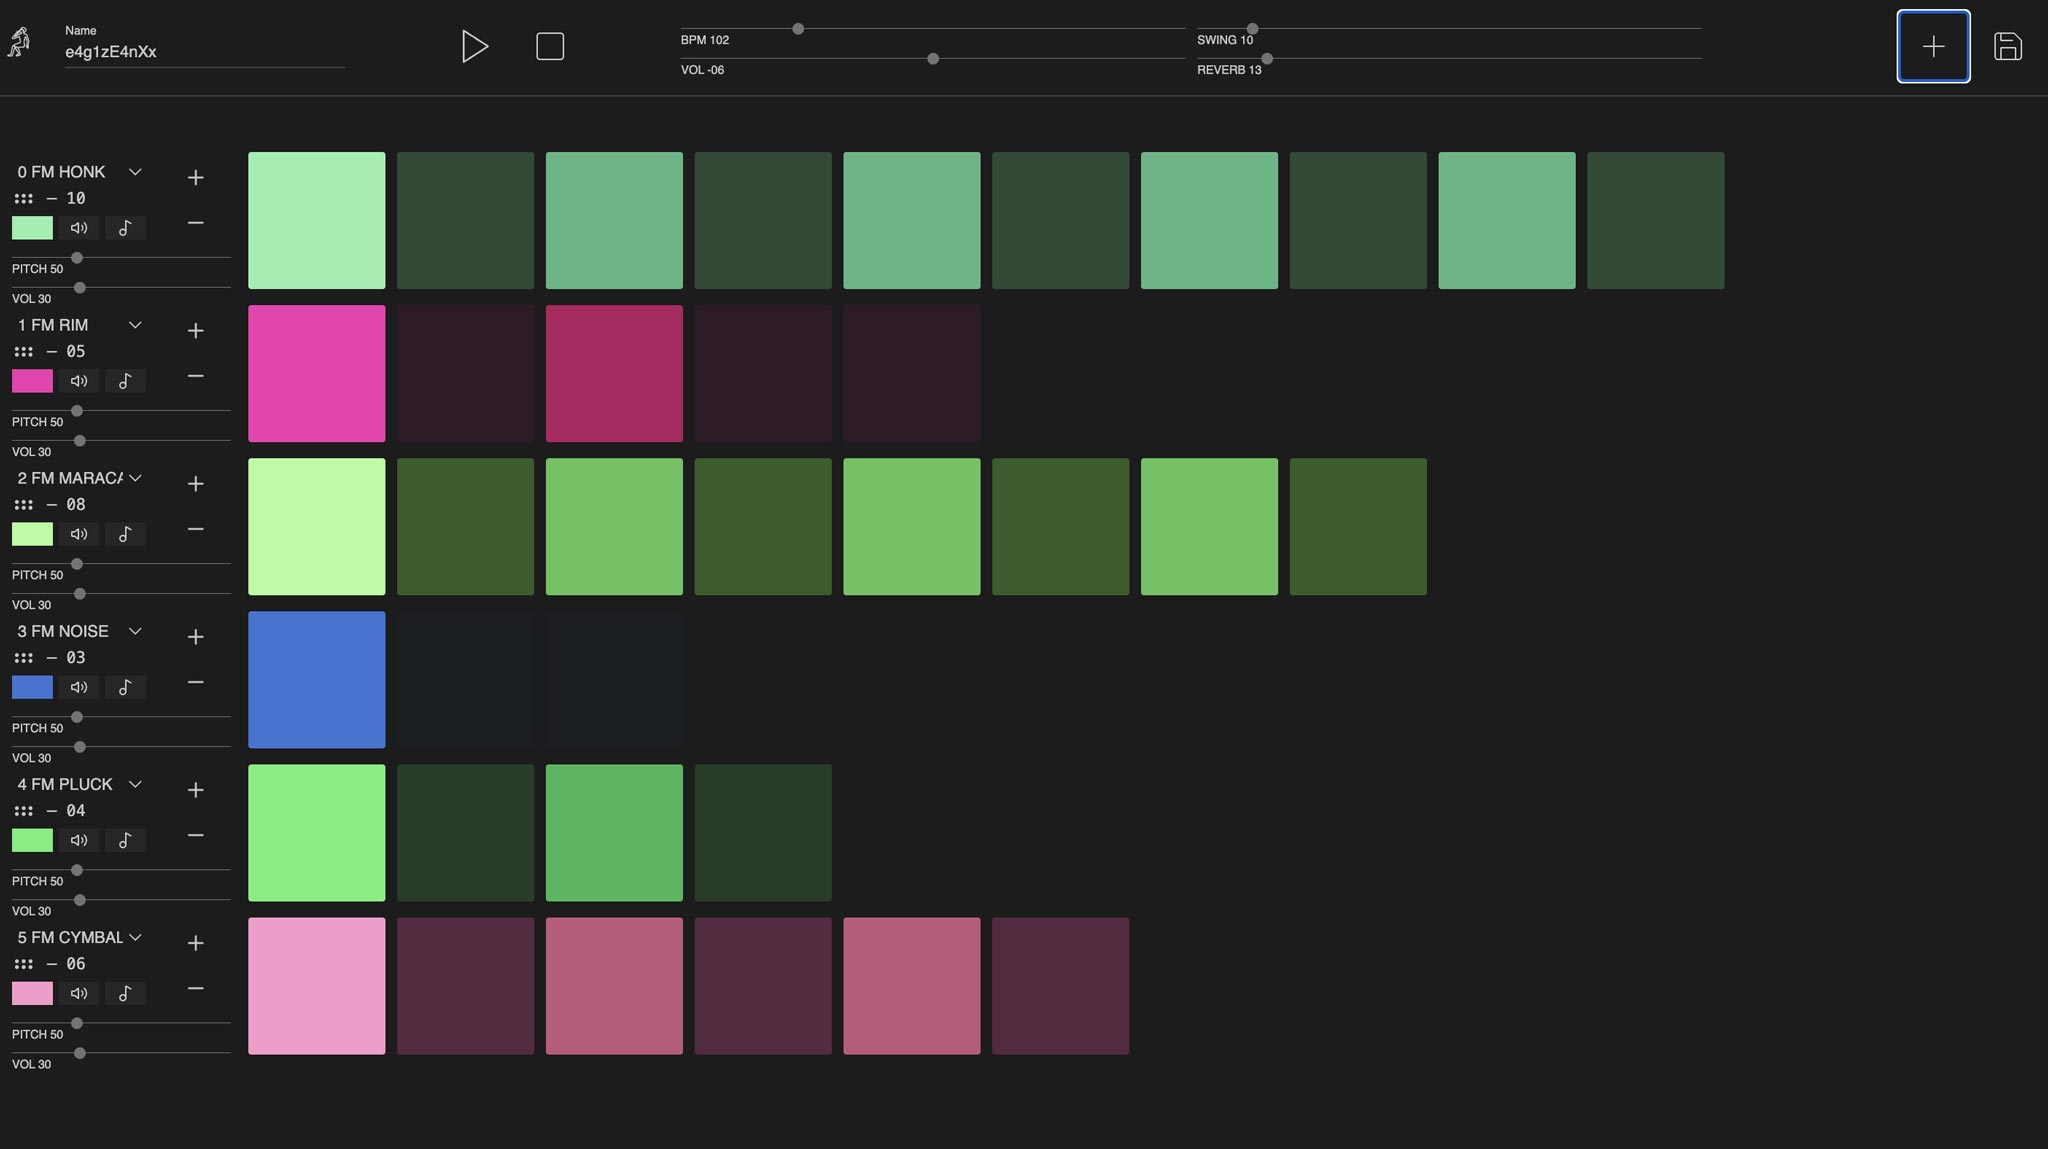 Name
e4g1zE4nXx
BPM 102
VOL -06
SWING 10
REVERB 13
0 FM HONK
10
PITCH 50
VOL 30
1 FM RIM
05
PITCH 50
VOL 30
2 FM MARACA
08
PITCH 50
VOL 30
3 FM NOISE
03
PITCH 50
VOL 30
4 FM PLUCK
04
PITCH 50
VOL 30
5 FM CYMBAL
06
PITCH 50
VOL 30